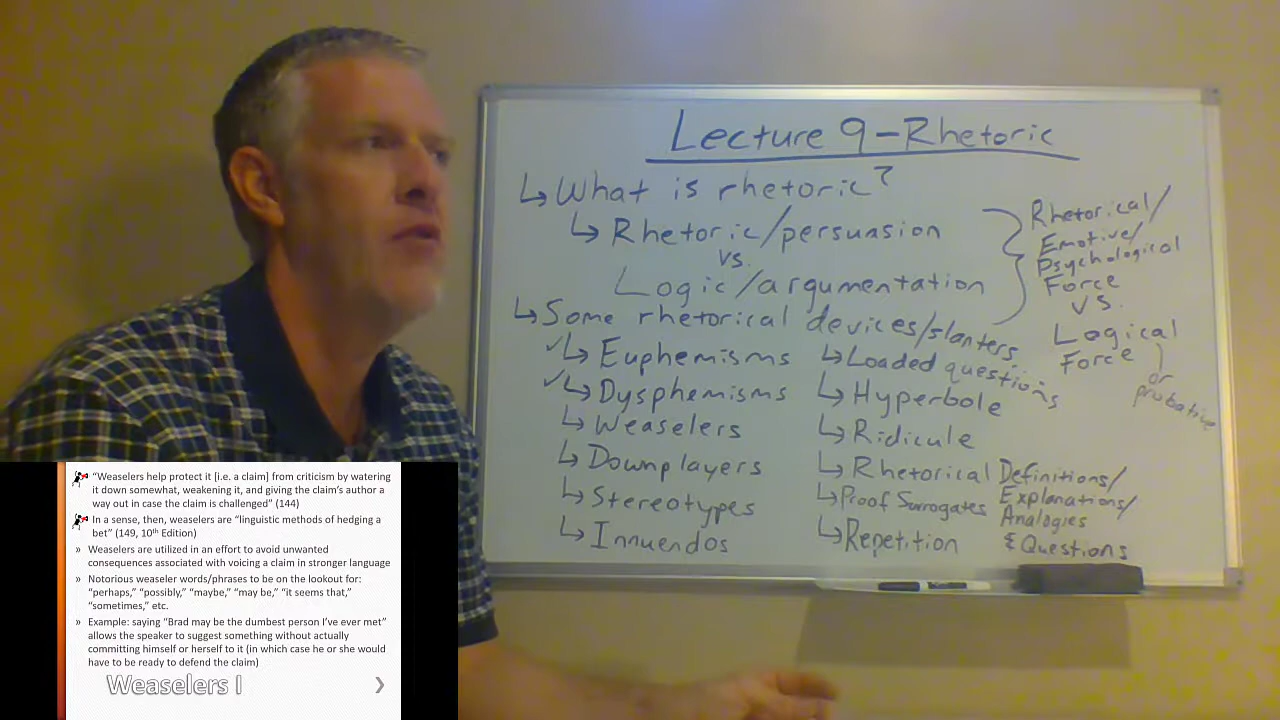 Lecture 9 - Rhetoric
↳ What is rhetoric?
↳ Rhetoric/persuasion
vs.
Logic/argumentation
Rhetorical/
Emotive/
Psychological
Force
vs.
Logical
Force
or
probative
↳ Some rhetorical devices/slanters
✓↳ Euphemisms
✓↳ Dysphemisms
↳ Weaselers
↳ Downplayers
↳ Stereotypes
↳ Innuendos
↳ Loaded questions
↳ Hyperbole
↳ Ridicule
↳ Rhetorical Definitions/
Explanations/
Analogies
& Questions
↳ Proof Surrogates
↳ Repetition
"Weaselers help protect it [i.e. a claim] from criticism by watering
it down somewhat, weakening it, and giving the claim's author a
way out in case the claim is challenged" (144)
In a sense, then, weaselers are "linguistic methods of hedging a
bet" (149, 10th Edition)
» Weaselers are utilized in an effort to avoid unwanted
consequences associated with voicing a claim in stronger language
» Notorious weaseler words/phrases to be on the lookout for:
"perhaps," "possibly," "maybe," "may be," "it seems that,"
"sometimes," etc.
» Example: saying "Brad may be the dumbest person I've ever met"
allows the speaker to suggest something without actually
committing himself or herself to it (in which case he or she would
have to be ready to defend the claim)
Weaselers I